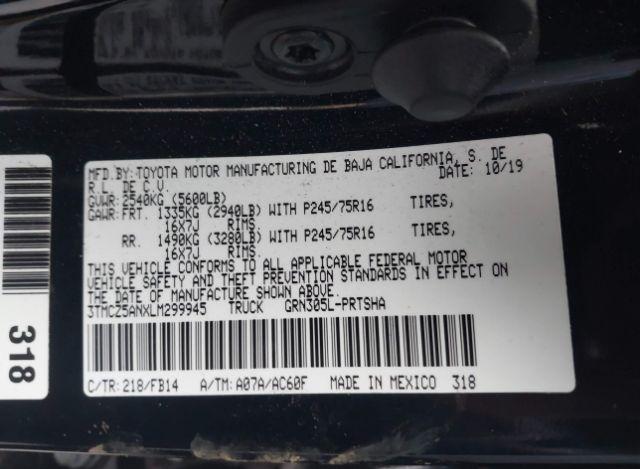 MFD.BY: TOYOTA MOTOR MANUFACTURING DE BAJA CALIFORNIA, S. DE
R.L. DE C.V. DATE: 10/19
GVWR: 2540KG (5600LB)
GAWR: FRT. 1335KG (2940LB) WITH P245/75R16 TIRES,
16X7J RIMS.
RR. 1490KG (3280LB) WITH P245/75R16 TIRES,
16X7J RIMS.
THIS VEHICLE CONFORMS TO ALL APPLICABLE FEDERAL MOTOR
VEHICLE SAFETY AND THEFT PREVENTION STANDARDS IN EFFECT ON
THE DATE OF MANUFACTURE SHOWN ABOVE.
3TMCZ5ANXLM299945 TRUCK GRN305L-PRTSHA
C/TR: 218/FB14 A/TM: A07A/AC60F MADE IN MEXICO 318
318